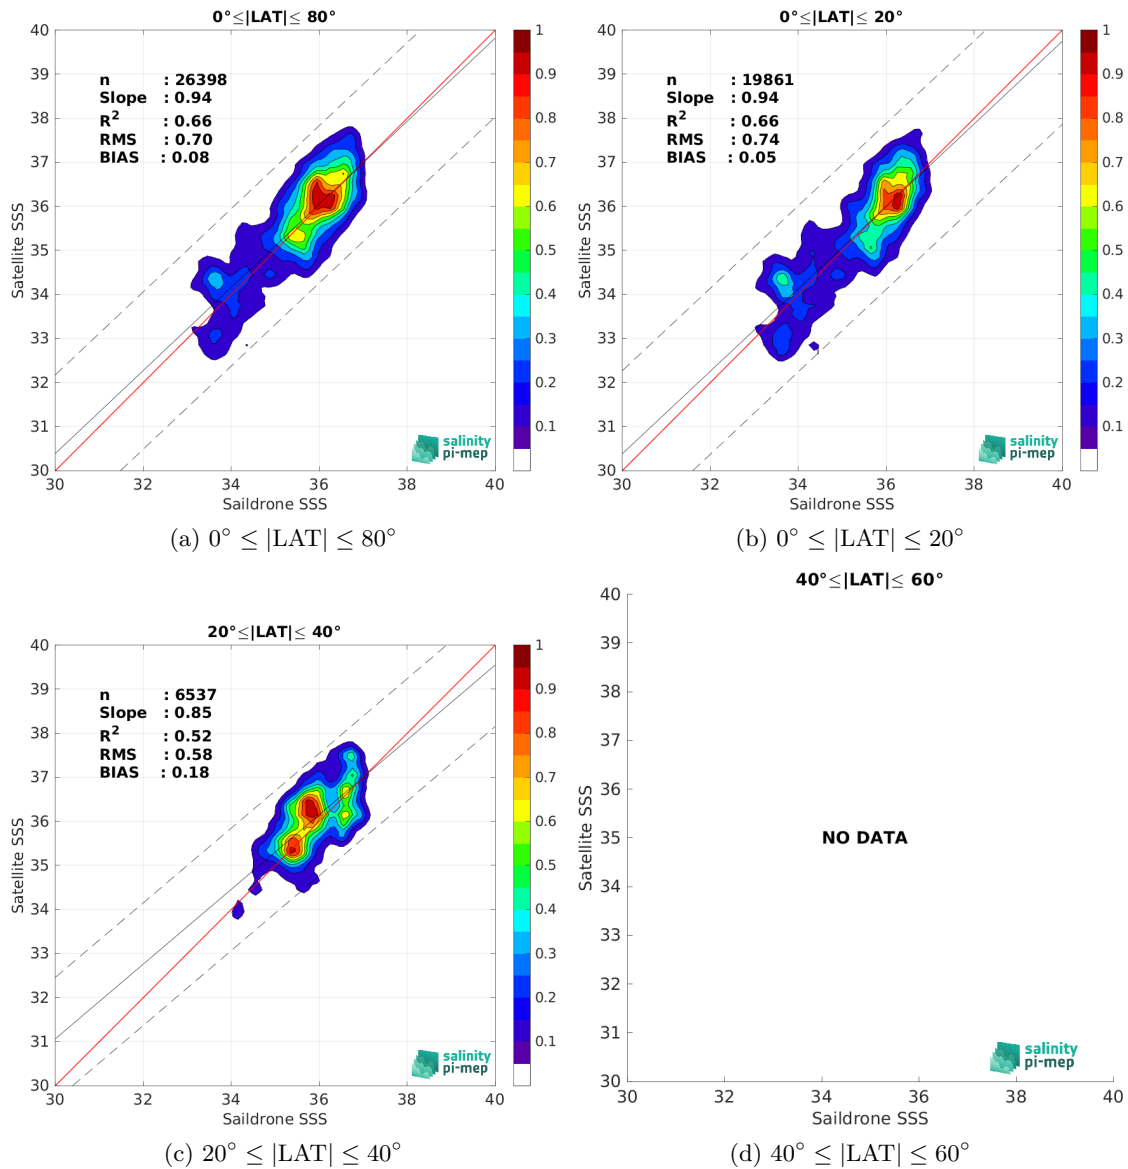 0°≤|LAT|≤ 80°
40
39
38
37
36
35
34
33
32
31
30
Satellite SSS
n : 26398
Slope : 0.94
R2 : 0.66
RMS : 0.70
BIAS : 0.08
salinity
pi-mep
30 32 34 36 38 40
Saildrone SSS
1
0.9
0.8
0.7
0.6
0.5
0.4
0.3
0.2
0.1
(a) 0° ≤ |LAT| ≤ 80°
0°≤|LAT|≤ 20°
40
39
38
37
36
35
34
33
32
31
30
Satellite SSS
n : 19861
Slope : 0.94
R2 : 0.66
RMS : 0.74
BIAS : 0.05
salinity
pi-mep
30 32 34 36 38 40
Saildrone SSS
1
0.9
0.8
0.7
0.6
0.5
0.4
0.3
0.2
0.1
(b) 0° ≤ |LAT| ≤ 20°
20°≤|LAT|≤ 40°
40
39
38
37
36
35
34
33
32
31
30
Satellite SSS
n : 6537
Slope : 0.85
R2 : 0.52
RMS : 0.58
BIAS : 0.18
salinity
pi-mep
30 32 34 36 38 40
Saildrone SSS
1
0.9
0.8
0.7
0.6
0.5
0.4
0.3
0.2
0.1
(c) 20° ≤ |LAT| ≤ 40°
40°≤|LAT|≤ 60°
40
39
38
37
36
35
34
33
32
31
30
Satellite SSS
NO DATA
salinity
pi-mep
30 32 34 36 38 40
Saildrone SSS
(d) 40° ≤ |LAT| ≤ 60°